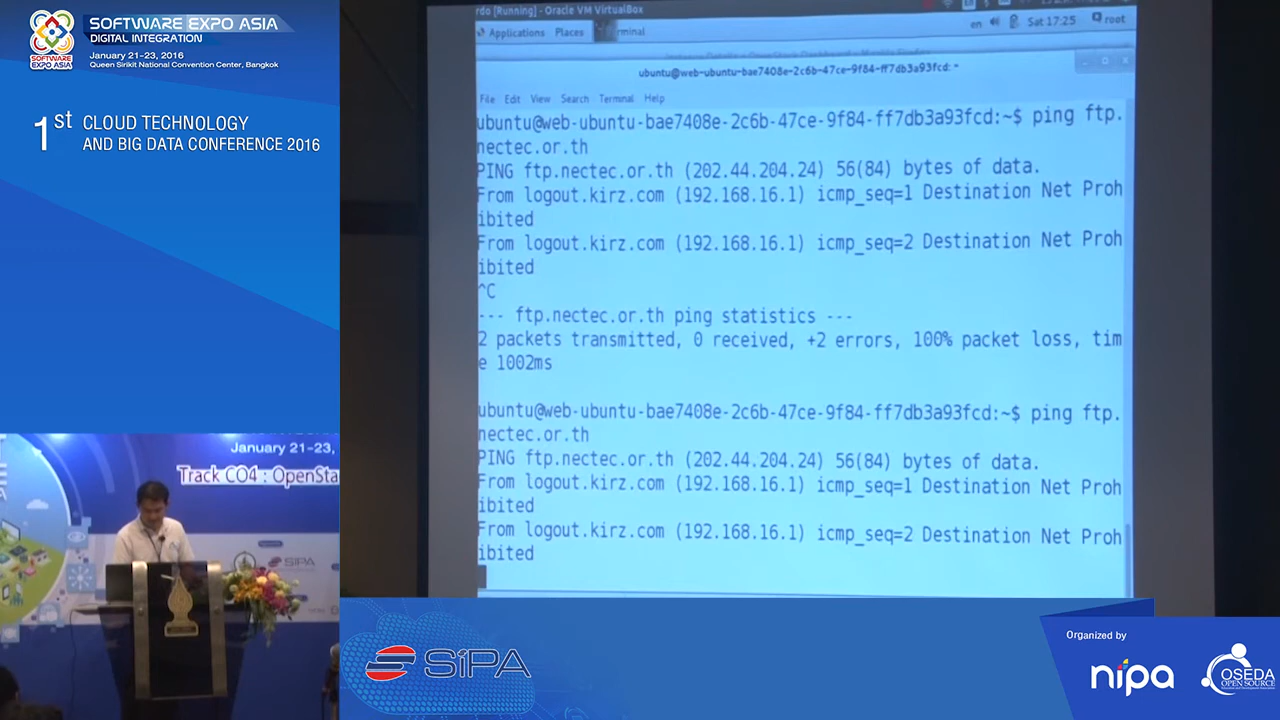 SOFTWARE EXPO ASIA
DIGITAL INTEGRATION
January 21-23, 2016
Queen Sirikit National Convention Center, Bangkok
SOFTWARE
EXPO ASIA
1st CLOUD TECHNOLOGY
AND BIG DATA CONFERENCE 2016
rdo [Running] - Oracle VM VirtualBox
Applications Places
rminal
en
Sat 17:25
root
ubuntu@web-ubuntu-bae7408e-2c6b-47ce-9f84-ff7db3a93fcd: ~
File Edit View Search Terminal Help
ubuntu@web-ubuntu-bae7408e-2c6b-47ce-9f84-ff7db3a93fcd:~$ ping ftp.
nectec.or.th
PING ftp.nectec.or.th (202.44.204.24) 56(84) bytes of data.
From logout.kirz.com (192.168.16.1) icmp_seq=1 Destination Net Proh
ibited
From logout.kirz.com (192.168.16.1) icmp_seq=2 Destination Net Proh
ibited
^C
--- ftp.nectec.or.th ping statistics ---
2 packets transmitted, 0 received, +2 errors, 100% packet loss, tim
e 1002ms
ubuntu@web-ubuntu-bae7408e-2c6b-47ce-9f84-ff7db3a93fcd:~$ ping ftp.
nectec.or.th
PING ftp.nectec.or.th (202.44.204.24) 56(84) bytes of data.
From logout.kirz.com (192.168.16.1) icmp_seq=1 Destination Net Proh
ibited
From logout.kirz.com (192.168.16.1) icmp_seq=2 Destination Net Proh
ibited
January 21-23,
Track CO4 : OpenSta
SIPA
SiPA
Organized by
nipa
OSEDA
OPEN SOURCE